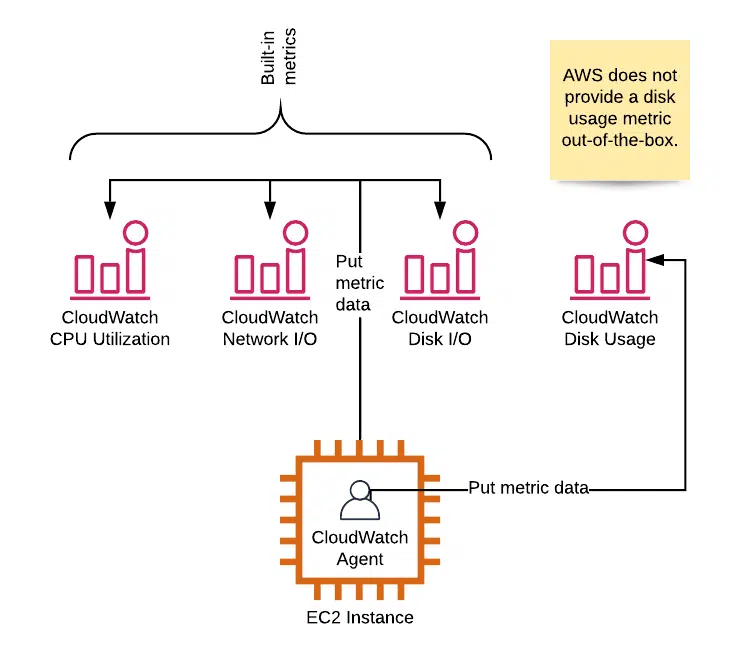 Built-in
metrics
AWS does not
provide a disk
usage metric
out-of-the-box.
Put
metric
data
CloudWatch
CPU Utilization
CloudWatch
Network I/O
CloudWatch
Disk I/O
CloudWatch
Disk Usage
Put metric data
CloudWatch
Agent
EC2 Instance